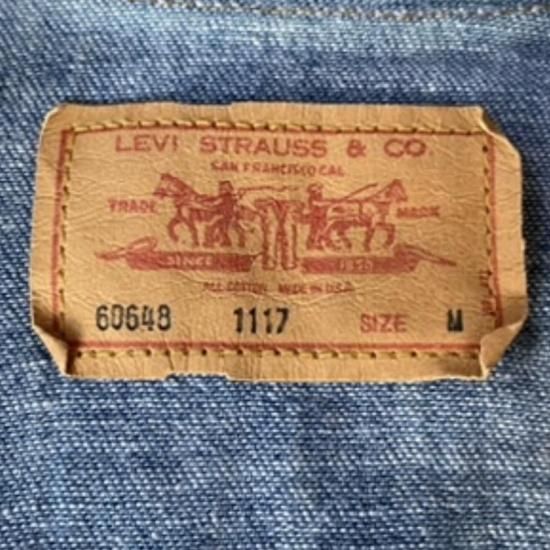 LEVI STRAUSS & CO.
SAN FRANCISCO CAL
TRADE MARK
SINCE 1850
ALL COTTON MADE IN U.S.A.
60648 1117 SIZE M